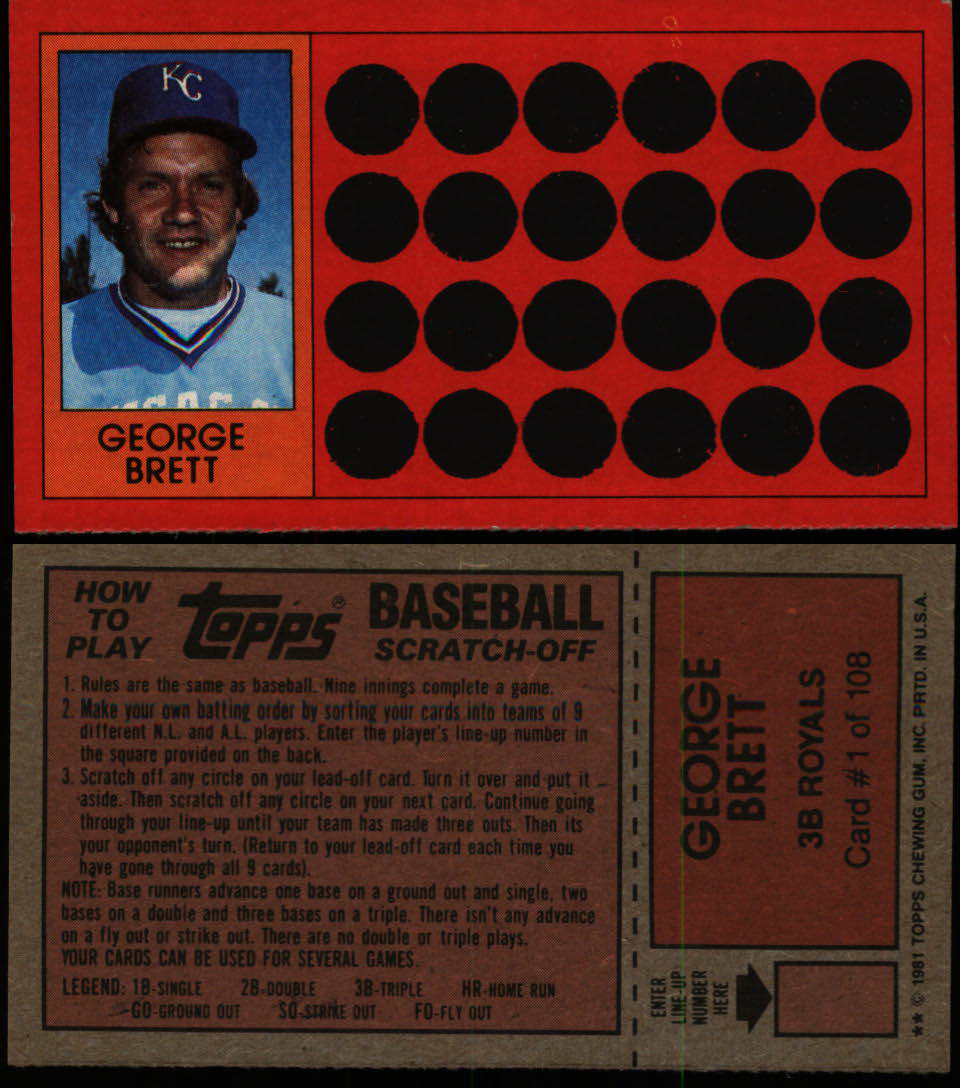 KC
GEORGE
BRETT
HOW
TO
PLAY
TOPPS®
BASEBALL
SCRATCH-OFF
1. Rules are the same as baseball. Nine innings complete a game.
2. Make your own batting order by sorting your cards into teams of 9
different N.L. and A.L. players. Enter the player's line-up number in
the square provided on the back.
3. Scratch off any circle on your lead-off card. Turn it over and put it
aside. Then scratch off any circle on your next card. Continue going
through your line-up until your team has made three outs. Then its
your opponent's turn. (Return to your lead-off card each time you
have gone through all 9 cards).
NOTE: Base runners advance one base on a ground out and single, two
bases on a double and three bases on a triple. There isn't any advance
on a fly out or strike out. There are no double or triple plays.
YOUR CARDS CAN BE USED FOR SEVERAL GAMES.
LEGEND: 1B-SINGLE 2B-DOUBLE 3B-TRIPLE HR-HOME RUN
GO-GROUND OUT SO-STRIKE OUT FO-FLY OUT
GEORGE
BRETT
3B ROYALS
Card #1 of 108
ENTER
LINE-UP
NUMBER
HERE
★★ © 1981 TOPPS CHEWING GUM, INC. PRTD. IN U.S.A.